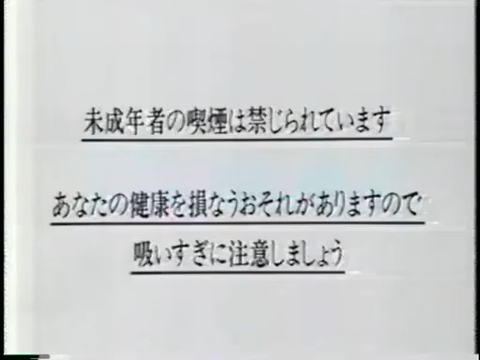 未成年者の喫煙は禁じられています
あなたの健康を損なうおそれがありますので
吸いすぎに注意しましょう